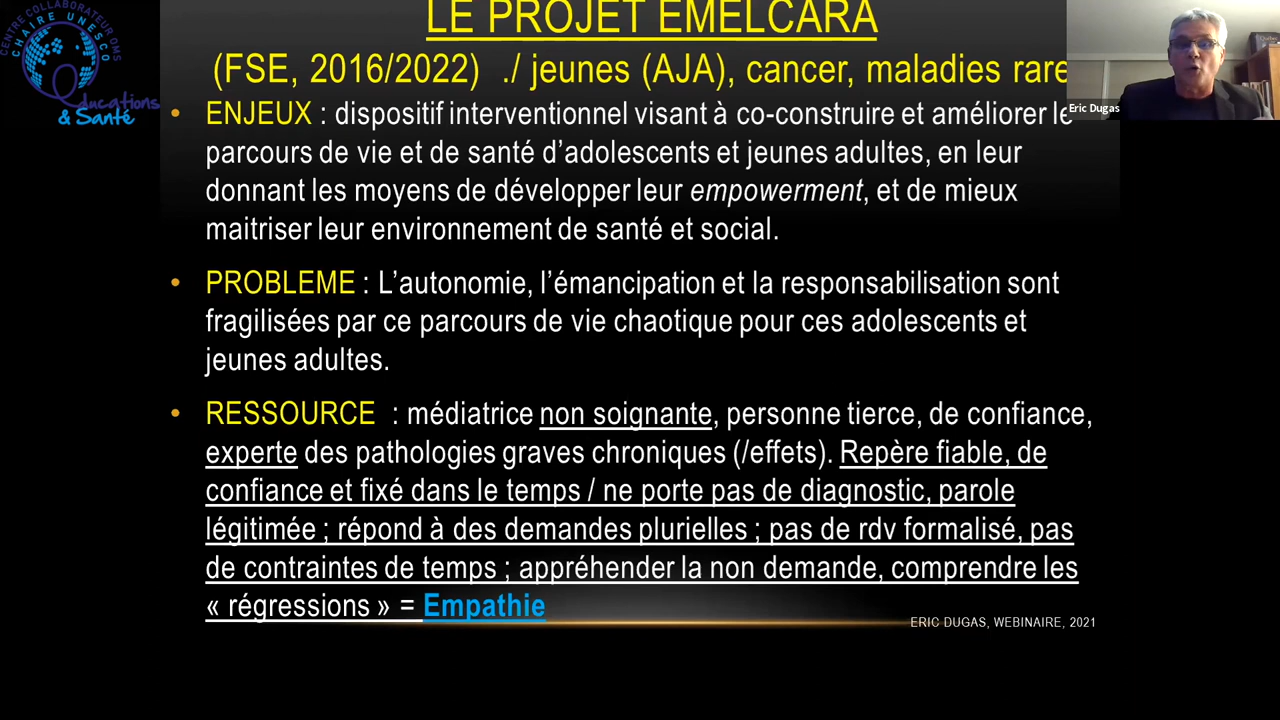 LE PROJET EMELCARA
(FSE, 2016/2022) ./ jeunes (AJA), cancer, maladies rare
CENTRE COLLABORATEUR OMS
CHAIRE UNESCO
Educations
& Santé
Eric Dugas
• ENJEUX : dispositif interventionnel visant à co-construire et améliorer le
parcours de vie et de santé d’adolescents et jeunes adultes, en leur
donnant les moyens de développer leur empowerment, et de mieux
maitriser leur environnement de santé et social.
• PROBLEME : L’autonomie, l’émancipation et la responsabilisation sont
fragilisées par ce parcours de vie chaotique pour ces adolescents et
jeunes adultes.
• RESSOURCE : médiatrice non soignante, personne tierce, de confiance,
experte des pathologies graves chroniques (/effets). Repère fiable, de
confiance et fixé dans le temps / ne porte pas de diagnostic, parole
légitimée ; répond à des demandes plurielles ; pas de rdv formalisé, pas
de contraintes de temps ; appréhender la non demande, comprendre les
« régressions » = Empathie
ERIC DUGAS, WEBINAIRE, 2021